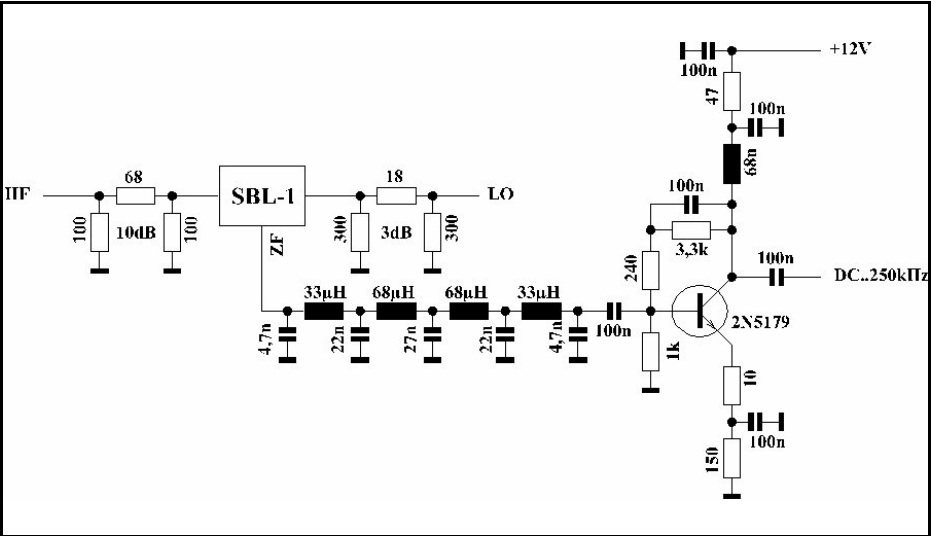 +12V
100n
47
100n
68n
HF
68
SBL-1
18
LO
100n
100
10dB
100
300
3dB
300
3,3k
ZF
240
100n
DC..250kHz
33µH
68µH
68µH
33µH
2N5179
4,7n
22n
27n
22n
4,7n
100n
1k
10
100n
150